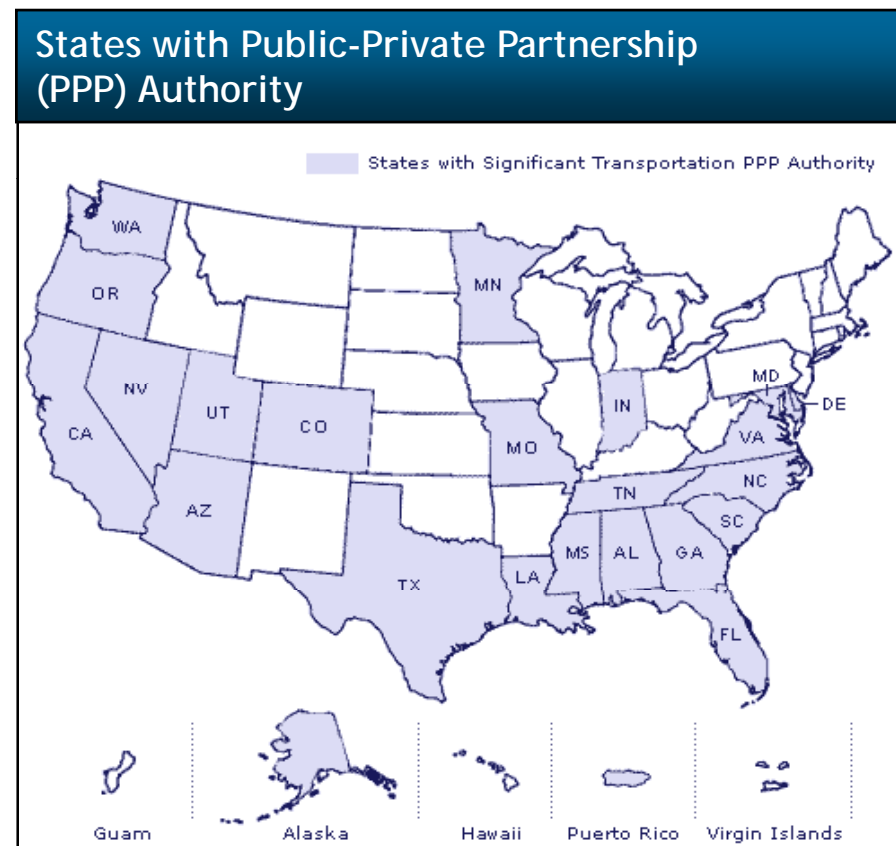 States with Public-Private Partnership
(PPP) Authority
States with Significant Transportation PPP Authority
WA
MN
OR
MD
NV
IN
DE
UT
CO
CA
MO
VA
NC
TN
AZ
SC
MS
AL
GA
LA
TX
FL
Guam
Alaska
Hawaii
Puerto Rico
Virgin Islands